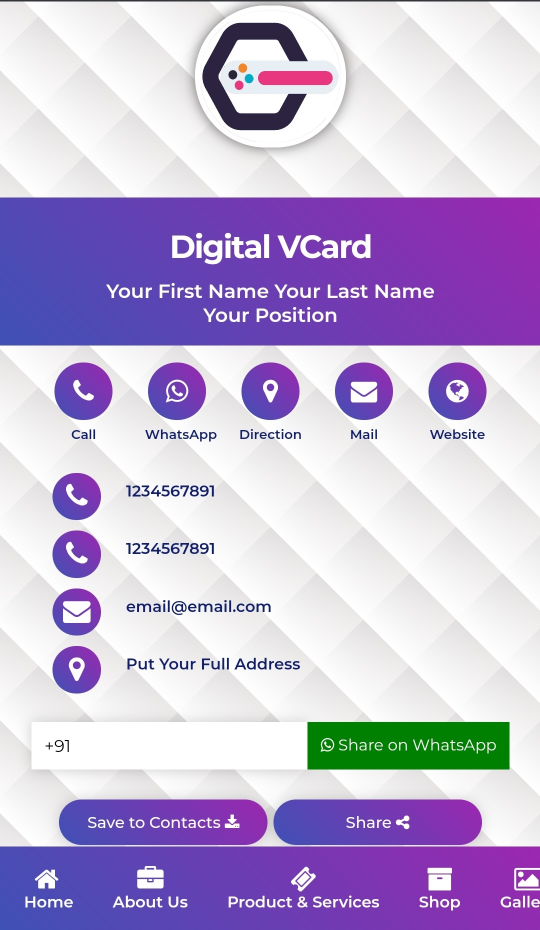 Digital VCard
Your First Name Your Last Name
Your Position
Call WhatsApp Direction Mail Website
1234567891
1234567891
email@email.com
Put Your Full Address
+91 Share on WhatsApp
Save to Contacts Share
Home About Us Product & Services Shop Galle